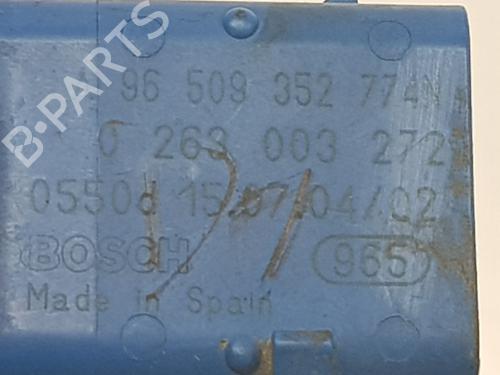 B-PARTS
96 509 352 77
0 263 003 272
0550d 15.07.04/02
BOSCH
965
Made in Spain